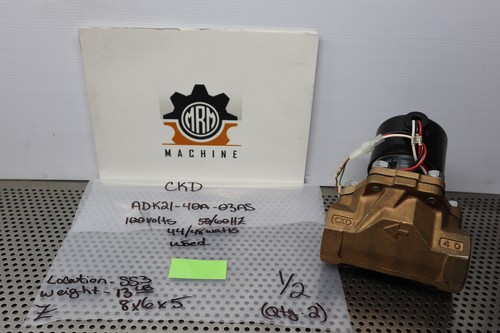 MRM
MACHINE
CKD
ADK21-40A-03AS
100volts 50/60HZ
44/48watts
used
Location - SS3
weight - 13 LB
Z 8x6x5
1/2
(Qty-2)
CKD
40